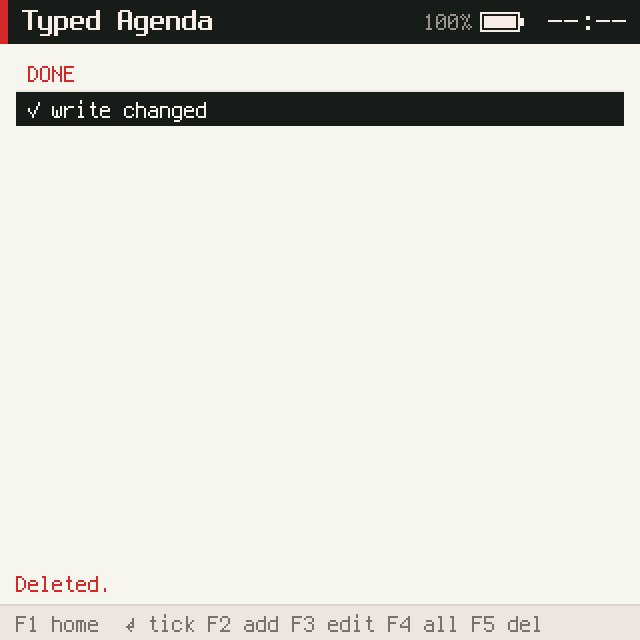 Typed Agenda 100% --:--
DONE
√ write changed
Deleted.
F1 home ↲ tick F2 add F3 edit F4 all F5 del